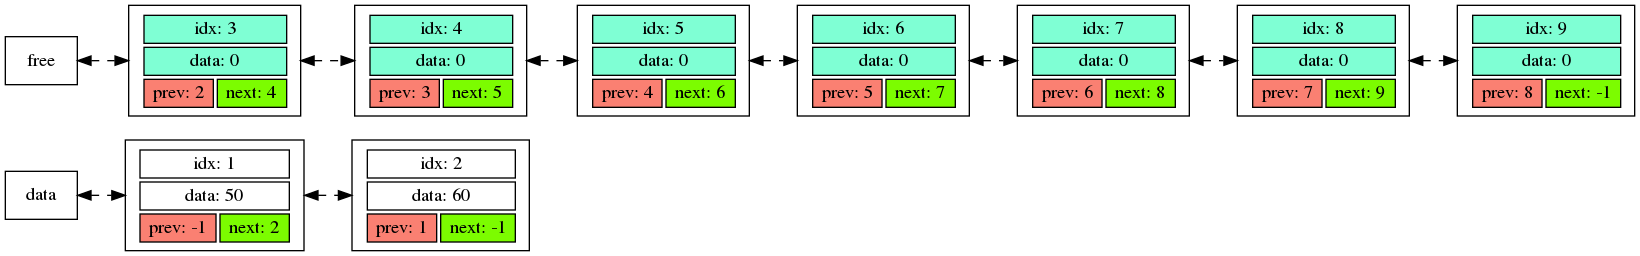 free
idx: 3
data: 0
prev: 2 next: 4
idx: 4
data: 0
prev: 3 next: 5
idx: 5
data: 0
prev: 4 next: 6
idx: 6
data: 0
prev: 5 next: 7
idx: 7
data: 0
prev: 6 next: 8
idx: 8
data: 0
prev: 7 next: 9
idx: 9
data: 0
prev: 8 next: -1
data
idx: 1
data: 50
prev: -1 next: 2
idx: 2
data: 60
prev: 1 next: -1